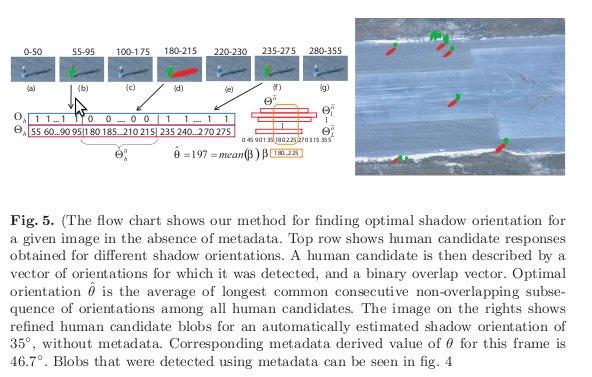 0-50 55-95 100-175 180-215 220-230 235-275 280-355
(a) (b) (c) (d) (e) (f) (g)
O h 1 1 ... 1 0 0 .... 0 0 1 1 .... 1
Θ h 55 60...90 95 180 185...210 215 235 240...270 275
0 45 90 135 180 225 270 315 355
θ̂ =197 = mean(β) β 180...225
Fig. 5. (The flow chart shows our method for finding optimal shadow orientation for
a given image in the absence of metadata. Top row shows human candidate responses
obtained for different shadow orientations. A human candidate is then described by a
vector of orientations for which it was detected, and a binary overlap vector. Optimal
orientation θ̂ is the average of longest common consecutive non-overlapping subse-
quence of orientations among all human candidates. The image on the rights shows
refined human candidate blobs for an automatically estimated shadow orientation of
35°, without metadata. Corresponding metadata derived value of θ for this frame is
46.7°. Blobs that were detected using metadata can be seen in fig. 4